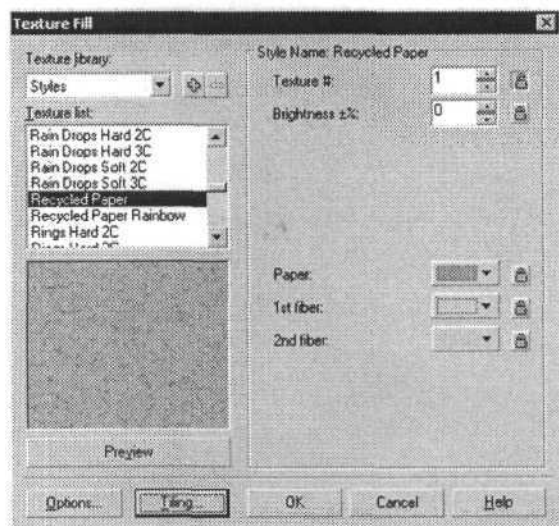 Texture Fill
Texture library:
Styles
Texture list:
Rain Drops Hard 2C
Rain Drops Hard 3C
Rain Drops Soft 2C
Rain Drops Soft 3C
Recycled Paper
Recycled Paper Rainbow
Rings Hard 2C
Preview
Style Name: Recycled Paper
Texture #: 1
Brightness ±%: 0
Paper:
1st fiber:
2nd fiber:
Options...
Tiling...
OK
Cancel
Help